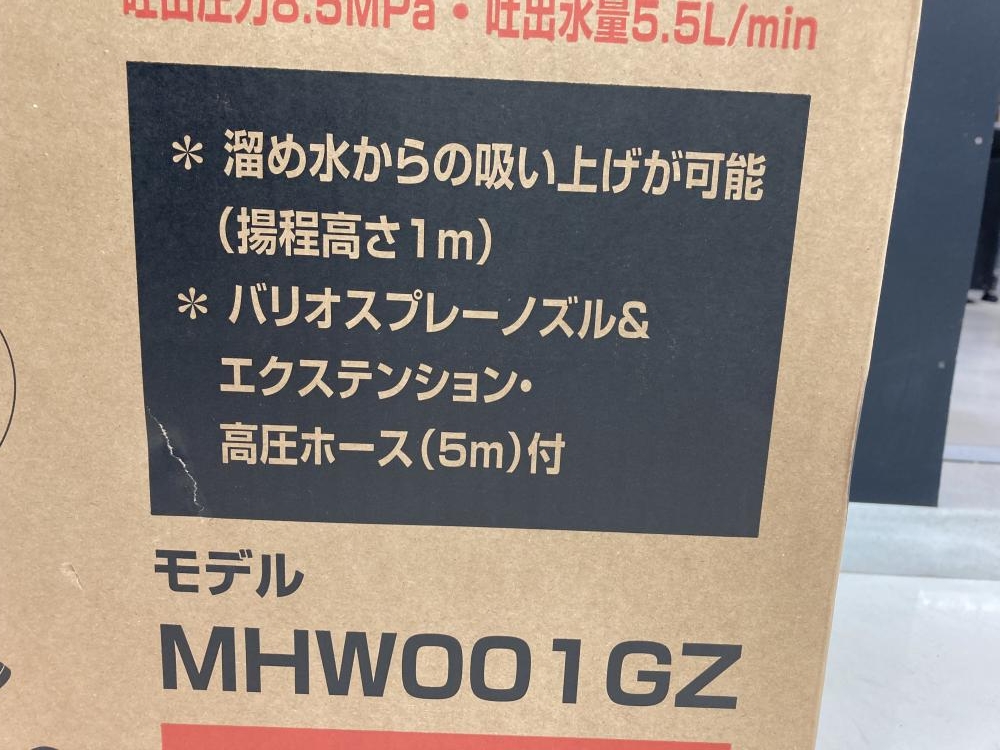 吐出圧力8.5MPa・吐出水量5.5L/min
＊ 溜め水からの吸い上げが可能
（揚程高さ1m）
＊ バリオスプレーノズル&
エクステンション・
高圧ホース（5m）付
モデル
MHW001GZ